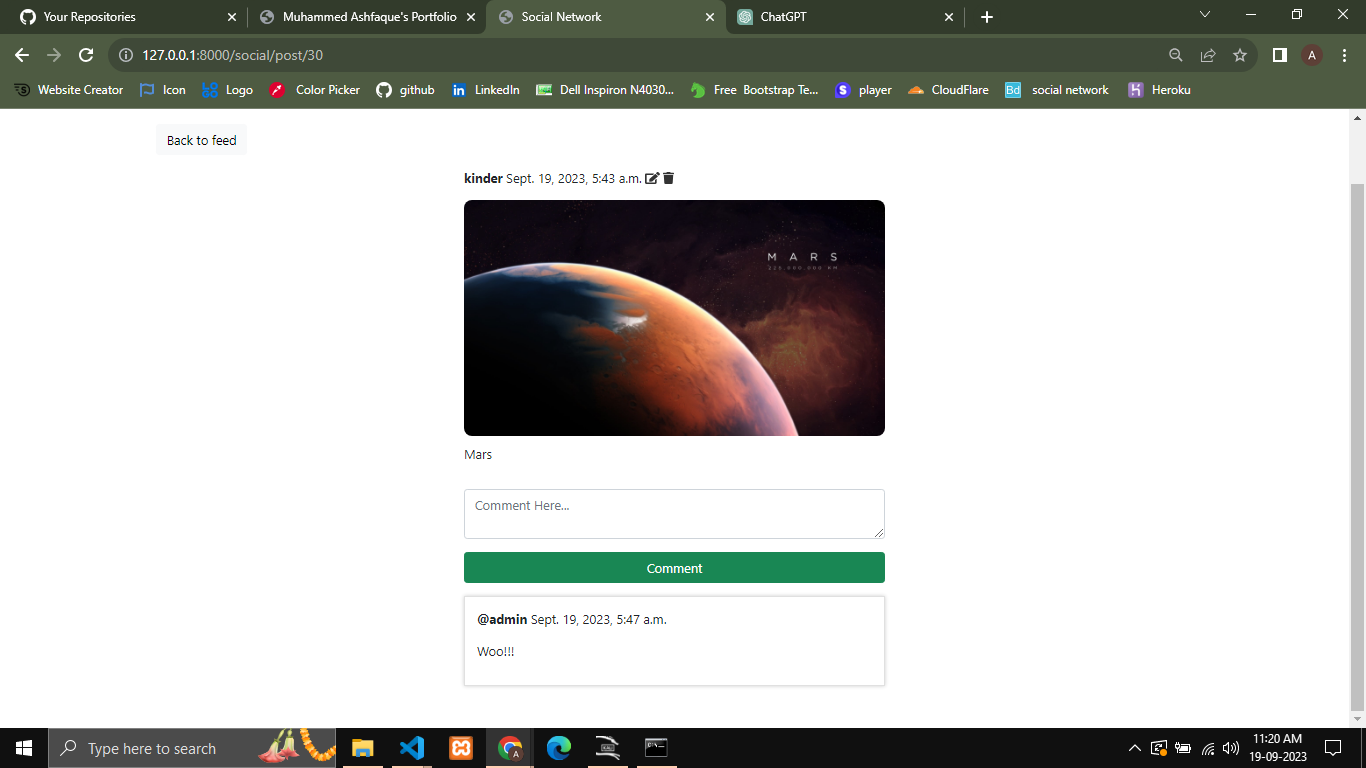 Your Repositories
Muhammed Ashfaque's Portfolio
Social Network
ChatGPT
127.0.0.1:8000/social/post/30
A
Website Creator
Icon
Logo
Color Picker
github
LinkedIn
Dell Inspiron N4030...
Free Bootstrap Te...
Bd
player
CloudFlare
social network
Heroku
Back to feed
kinder Sept. 19, 2023, 5:43 a.m.
MARS
Mars
Comment Here...
Comment
@admin Sept. 19, 2023, 5:47 a.m.
Woo!!!
Type here to search
11:20 AM
19-09-2023